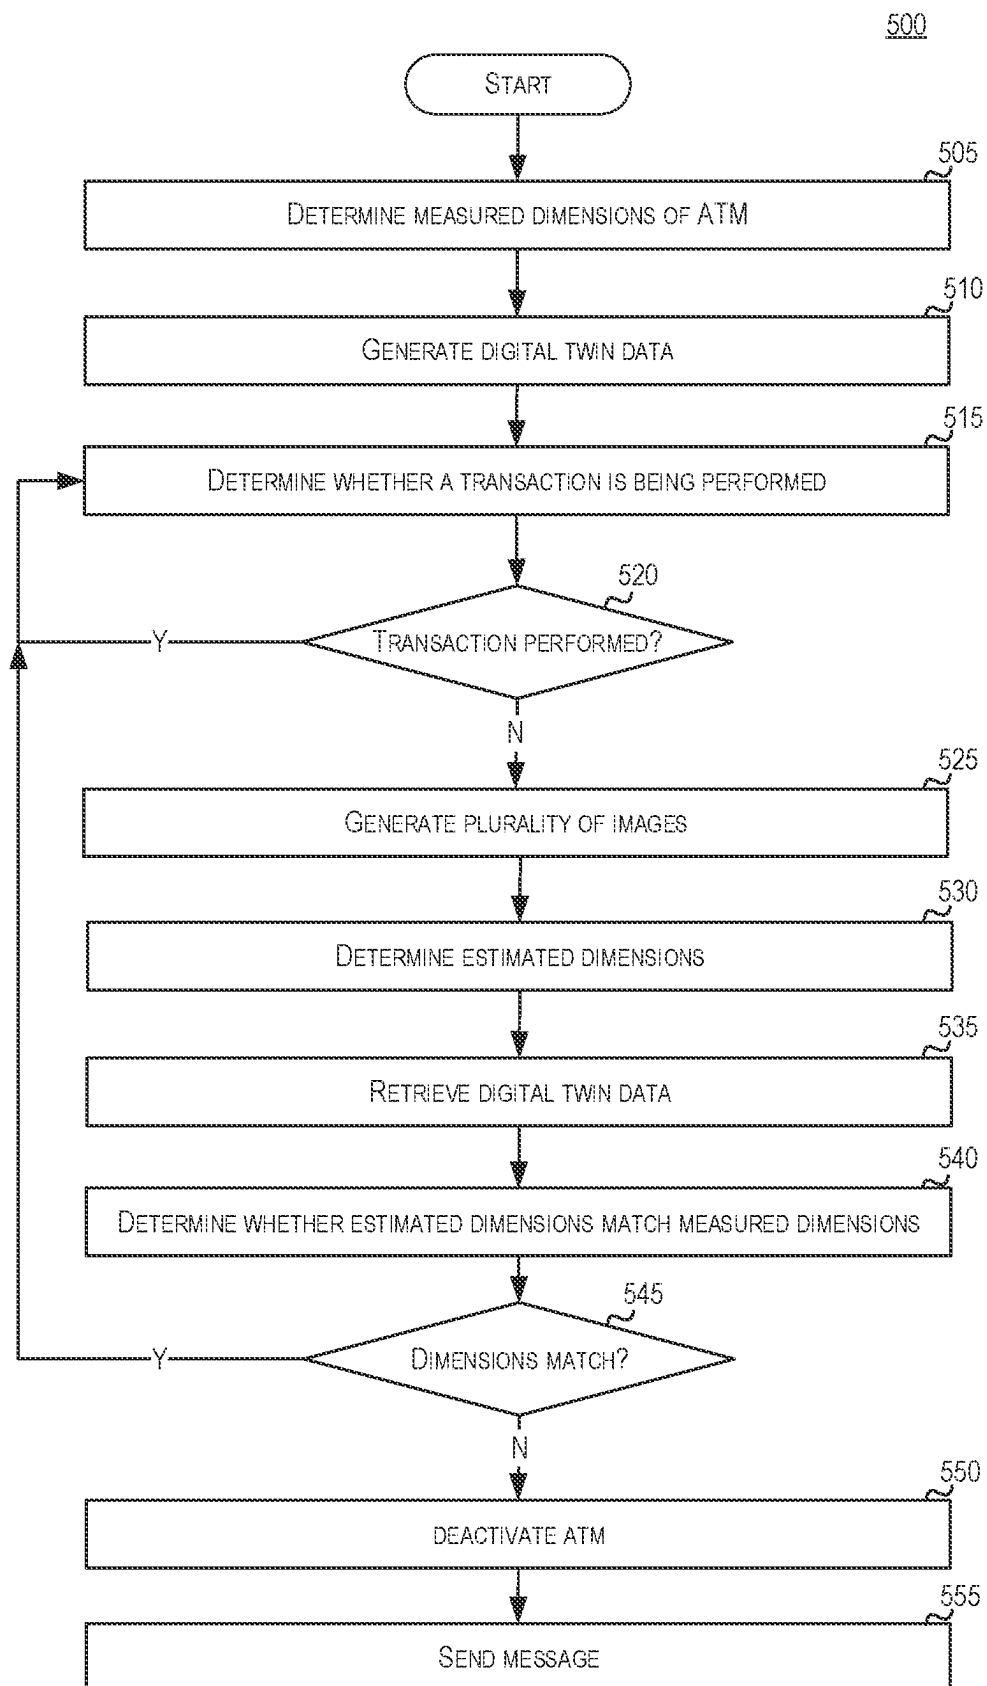 500
START
505
DETERMINE MEASURED DIMENSIONS OF ATM
510
GENERATE DIGITAL TWIN DATA
515
DETERMINE WHETHER A TRANSACTION IS BEING PERFORMED
520
TRANSACTION PERFORMED?
Y
N
525
GENERATE PLURALITY OF IMAGES
530
DETERMINE ESTIMATED DIMENSIONS
535
RETRIEVE DIGITAL TWIN DATA
540
DETERMINE WHETHER ESTIMATED DIMENSIONS MATCH MEASURED DIMENSIONS
545
DIMENSIONS MATCH?
Y
N
550
DEACTIVATE ATM
555
SEND MESSAGE